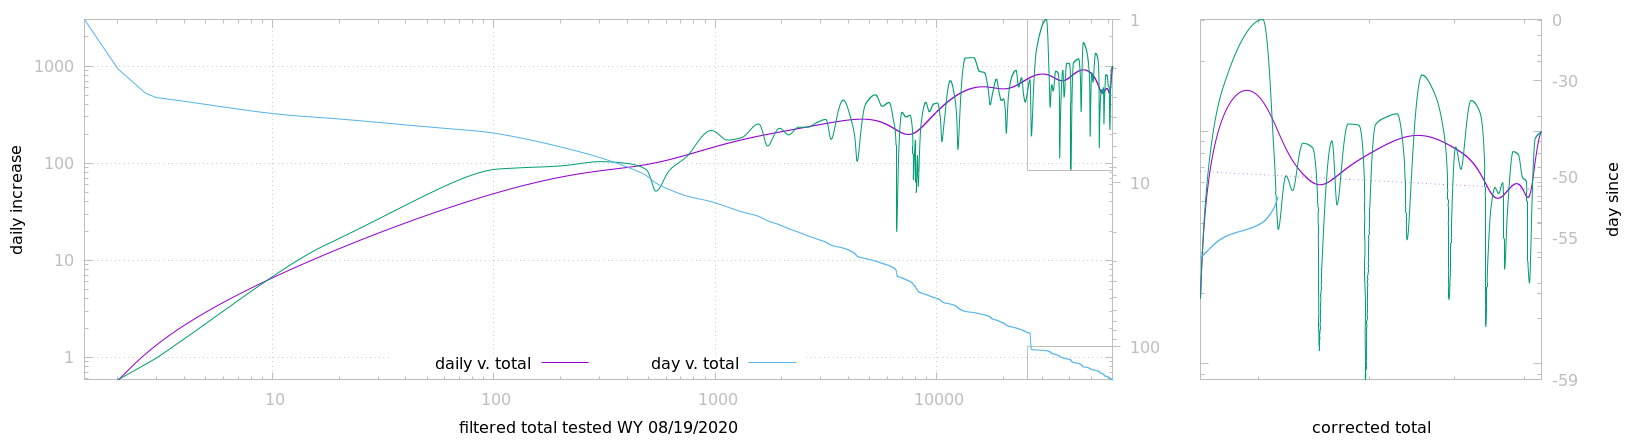 1000
100
10
1
daily increase
10
100
1000
10000
filtered total tested WY 08/19/2020
daily v. total
day v. total
1
10
100
0
-30
-50
-55
-59
day since
corrected total